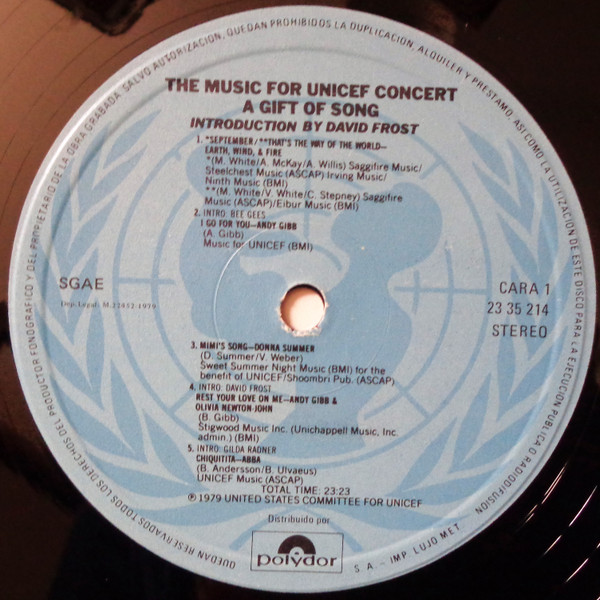 QUEDAN RESERVADOS TODOS LOS DERECHOS DEL PRODUCTOR FONOGRAFICO Y DEL PROPIETARIO DE LA OBRA GRABADA. SALVO AUTORIZACION, QUEDAN PROHIBIDOS LA DUPLICACION, ALQUILER Y PRESTAMO, ASI COMO LA UTILIZACION DE ESTE DISCO PARA LA EJECUCION PUBLICA O RADIODIFUSION
THE MUSIC FOR UNICEF CONCERT
A GIFT OF SONG
INTRODUCTION BY DAVID FROST
1. *SEPTEMBER/**THAT'S THE WAY OF THE WORLD—
EARTH, WIND, & FIRE
*(M. White/A. McKay/A. Willis) Saggifire Music/
Steelchest Music (ASCAP) Irving Music/
Ninth Music (BMI)
**(M. White/V. White/C. Stepney) Saggifire
Music (ASCAP)/Eibur Music (BMI)
2. INTRO: BEE GEES
I GO FOR YOU—ANDY GIBB
(A. Gibb)
Music for UNICEF (BMI)
SGAE
Dep. Legal: M.22452-1979
CARA 1
23 35 214
STEREO
3. MIMI'S SONG—DONNA SUMMER
(D. Summer/V. Weber)
Sweet Summer Night Music (BMI) for the
benefit of UNICEF/Shoombri Pub. (ASCAP)
4. INTRO: DAVID FROST
REST YOUR LOVE ON ME—ANDY GIBB &
OLIVIA NEWTON-JOHN
(B. Gibb)
Stigwood Music Inc. (Unichappell Music, Inc.
admin.) (BMI)
5. INTRO: GILDA RADNER
CHIQUITITA—ABBA
(B. Andersson/B. Ulvaeus)
UNICEF Music (ASCAP)
TOTAL TIME: 23:23
℗ 1979 UNITED STATES COMMITTEE FOR UNICEF
Distribuido por
polydor
S. A. - IMP. LUJO MET.